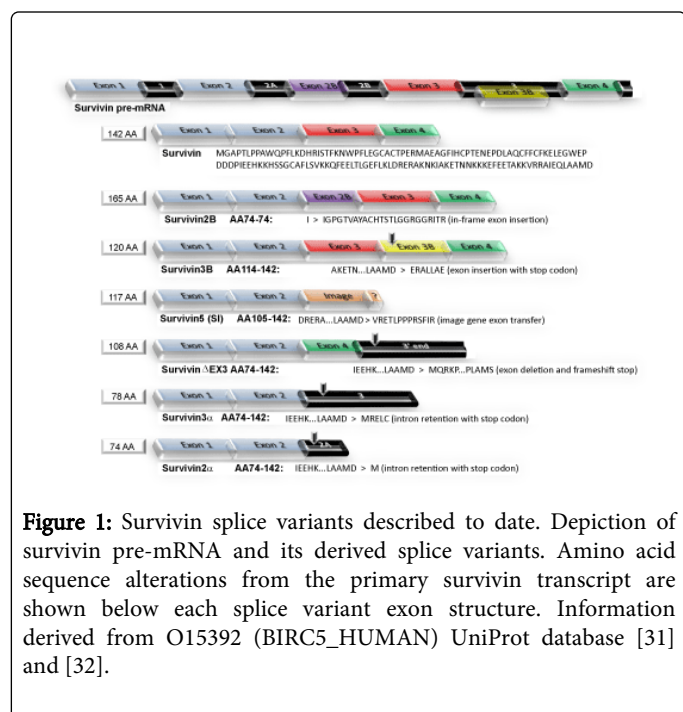 Exon 1 1 Exon 2 2A Exon 2B 2B Exon 3 3 Exon 3B Exon 4
Survivin pre-mRNA
142 AA Exon 1 Exon 2 Exon 3 Exon 4
Survivin MGAPTLPPAWQPFLKDHRISTFKNWPFLEGCACTPERMAEAGFIHCPTENEPDLAQCFFCFKELEGWEP
DDDPIEEHKKHSSGCAFLSVKKQFEELTLGEFLKLDRERAKNKIAKETNNKKKEFEETAKKVRRAIEQLAAMD
165 AA Exon 1 Exon 2 Exon 2B Exon 3 Exon 4
Survivin2B AA74-74: I > IGPGTVAYACHTSTLGGRGGRITR (in-frame exon insertion)
120 AA Exon 1 Exon 2 Exon 3 Exon 3B Exon 4
Survivin3B AA114-142: AKETN...LAAMD > ERALLAE (exon insertion with stop codon)
117 AA Exon 1 Exon 2 Image ?
Survivin5 (SI) AA105-142: DRERA...LAAMD > VRETLPPPRSFIR (image gene exon transfer)
108 AA Exon 1 Exon 2 Exon 4 3' end
Survivin ΔEX3 AA74-142: IEEHK...LAAMD > MQRKP...PLAMS (exon deletion and frameshift stop)
78 AA Exon 1 Exon 2 3
Survivin3α AA74-142: IEEHK...LAAMD > MRELC (intron retention with stop codon)
74 AA Exon 1 Exon 2 2A
Survivin2α AA74-142: IEEHK...LAAMD > M (intron retention with stop codon)
Figure 1: Survivin splice variants described to date. Depiction of
survivin pre-mRNA and its derived splice variants. Amino acid
sequence alterations from the primary survivin transcript are
shown below each splice variant exon structure. Information
derived from O15392 (BIRC5_HUMAN) UniProt database [31]
and [32].